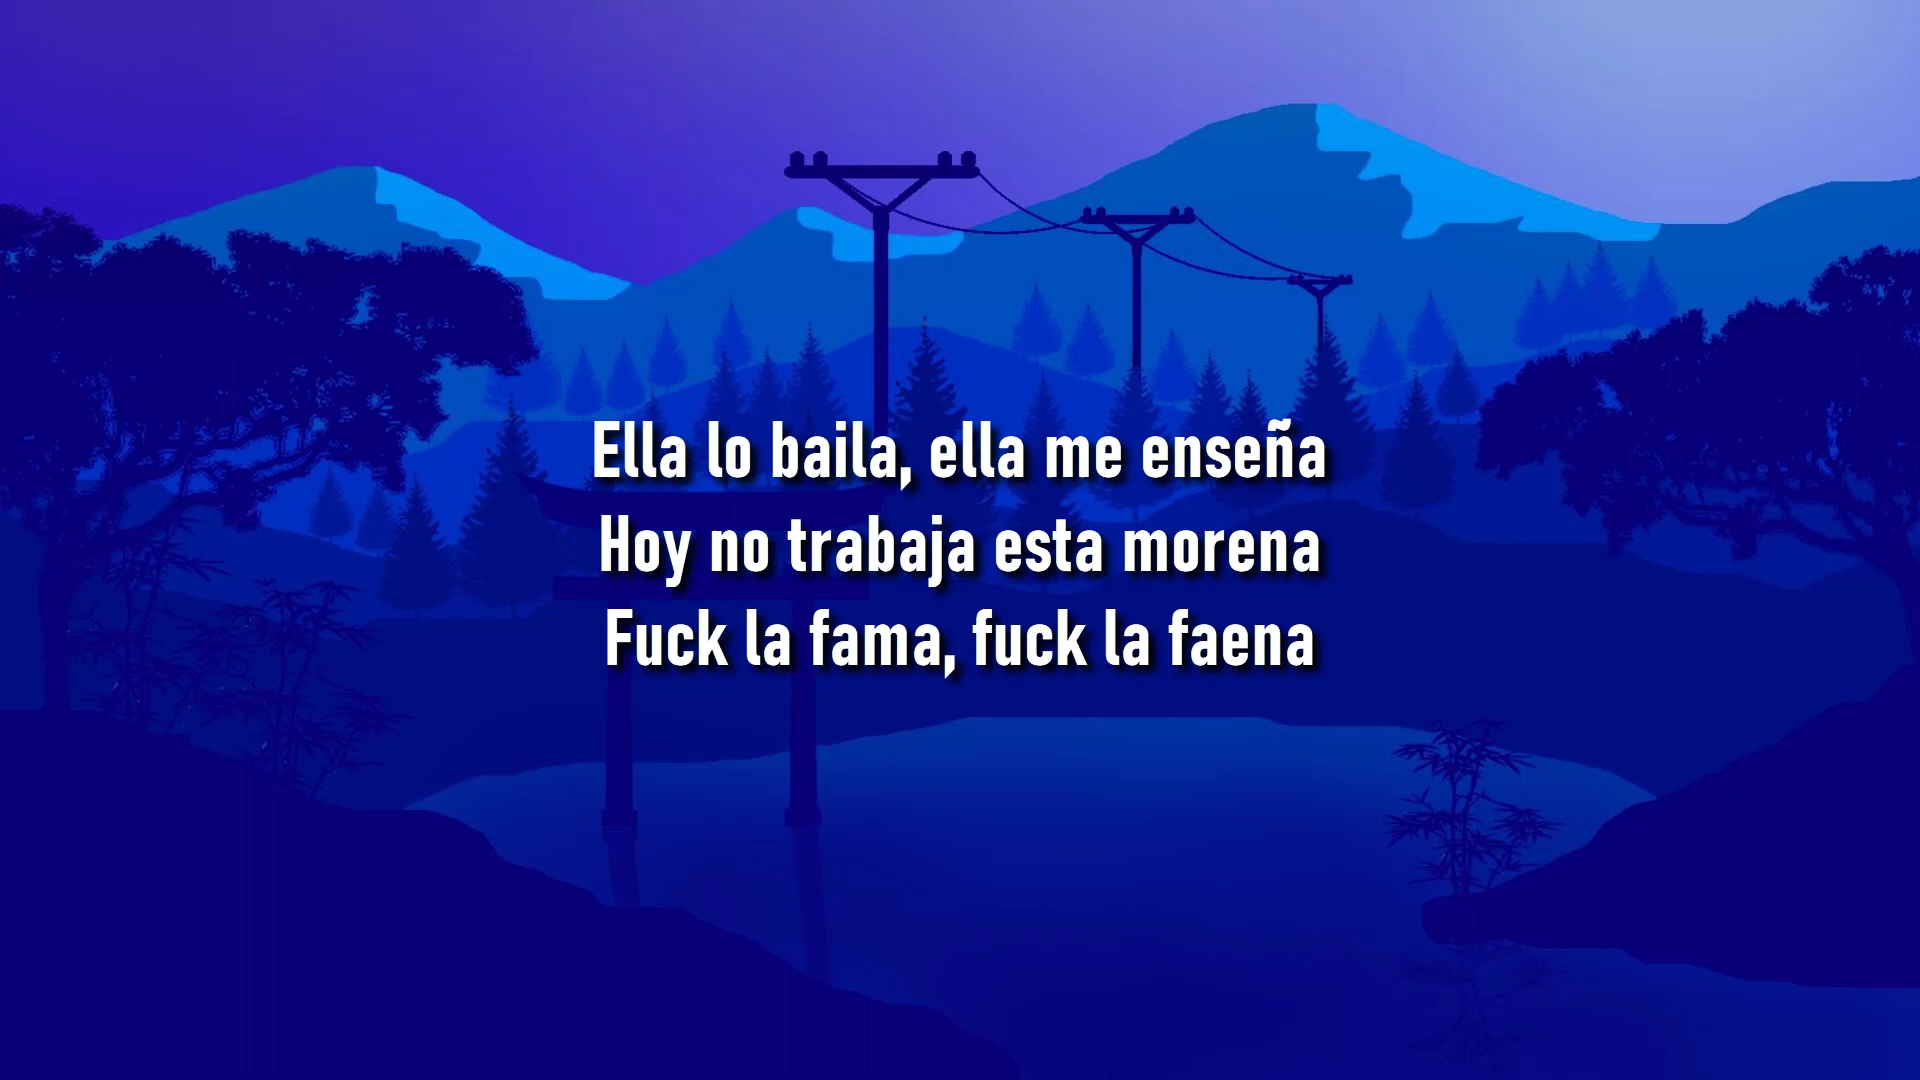 Ella lo baila, ella me enseña
Hoy no trabaja esta morena
Fuck la fama, fuck la faena